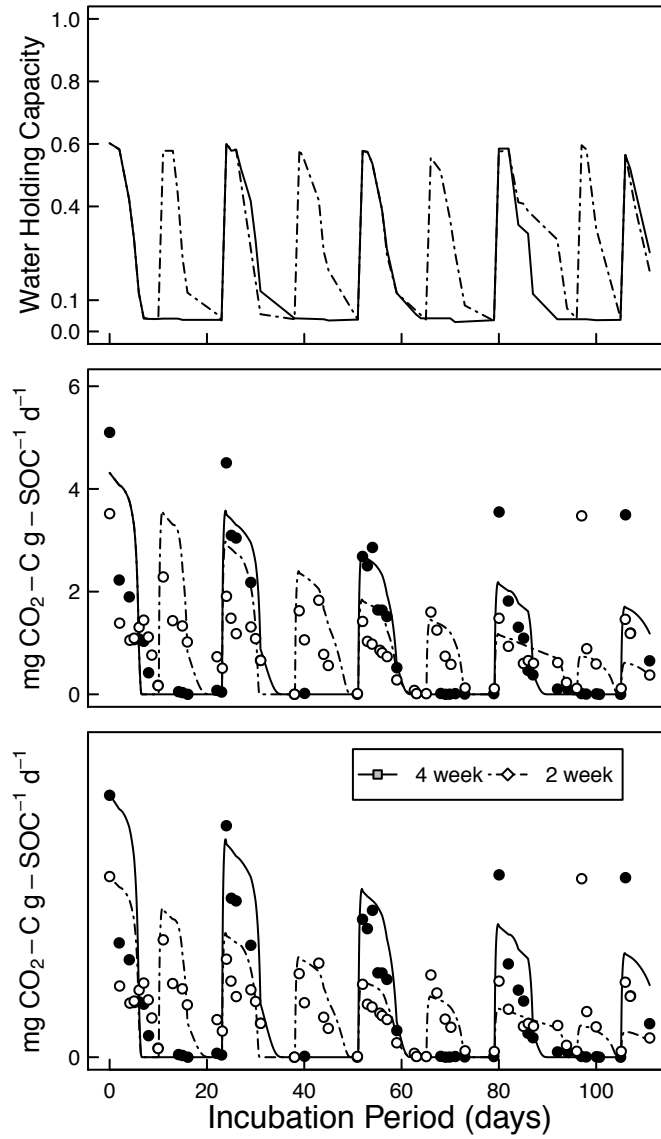 Water Holding Capacity
1.0
0.8
0.6
0.4
0.1
0.0
mg CO₂ – C g – SOC⁻¹ d⁻¹
6
4
2
0
mg CO₂ – C g – SOC⁻¹ d⁻¹
4 week 2 week
0
0 20 40 60 80 100
Incubation Period (days)